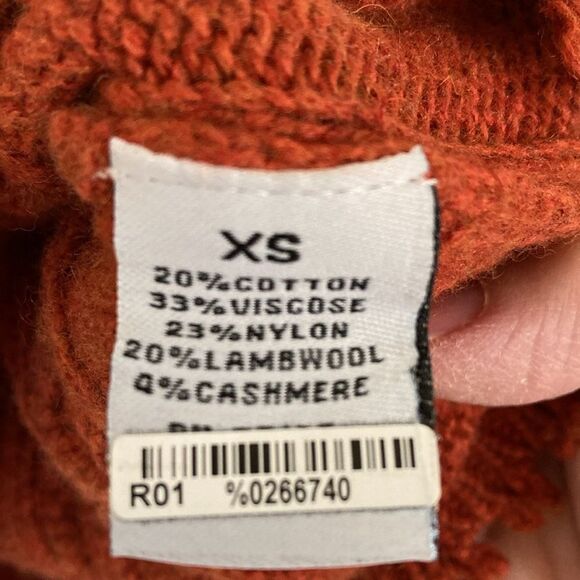 XS
20%COTTON
33%VISCOSE
23%NYLON
20%LAMBWOOL
4%CASHMERE
R01 %0266740